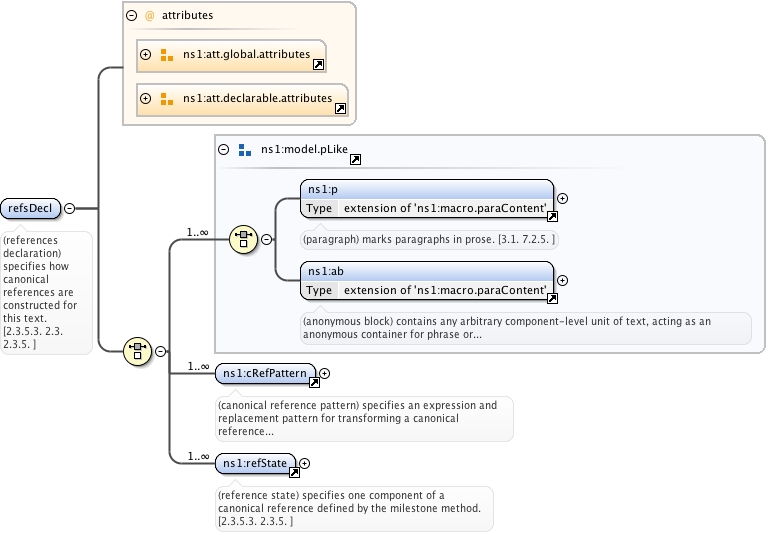 @ attributes
ns1:att.global.attributes
ns1:att.declarable.attributes
ns1:model.pLike
refsDecl
(references
declaration)
specifies how
canonical
references are
constructed for
this text.
[2.3.5.3. 2.3.
2.3.5. ]
1..∞
ns1:p
Type extension of 'ns1:macro.paraContent'
(paragraph) marks paragraphs in prose. [3.1. 7.2.5. ]
ns1:ab
Type extension of 'ns1:macro.paraContent'
(anonymous block) contains any arbitrary component-level unit of text, acting as an
anonymous container for phrase or...
1..∞
ns1:cRefPattern
(canonical reference pattern) specifies an expression and
replacement pattern for transforming a canonical
reference...
1..∞
ns1:refState
(reference state) specifies one component of a
canonical reference defined by the milestone method.
[2.3.5.3. 2.3.5. ]